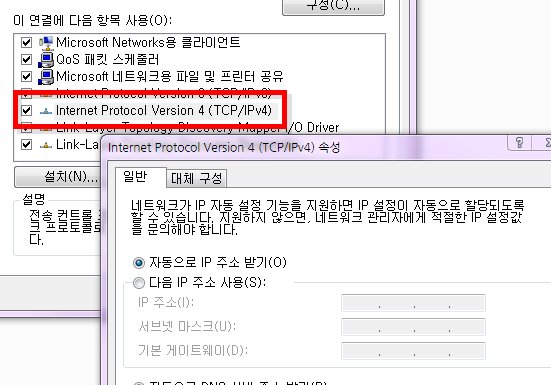 구성(C)...
이 연결에 다음 항목 사용(O):
Microsoft Networks용 클라이언트
QoS 패킷 스케줄러
Microsoft 네트워크용 파일 및 프린터 공유
Internet Protocol Version 6 (TCP/IPv6)
Internet Protocol Version 4 (TCP/IPv4)
Link-Layer Topology Discovery Mapper I/O Driver
Link-La
Internet Protocol Version 4 (TCP/IPv4) 속성
설치(N)...
일반
대체 구성
설명
전송 컨트롤
크 프로토콜로
다.
네트워크가 IP 자동 설정 기능을 지원하면 IP 설정이 자동으로 할당되도록
할 수 있습니다. 지원하지 않으면, 네트워크 관리자에게 적절한 IP 설정값
을 문의해야 합니다.
자동으로 IP 주소 받기(O)
다음 IP 주소 사용(S):
IP 주소(I):
서브넷 마스크(U):
기본 게이트웨이(D):